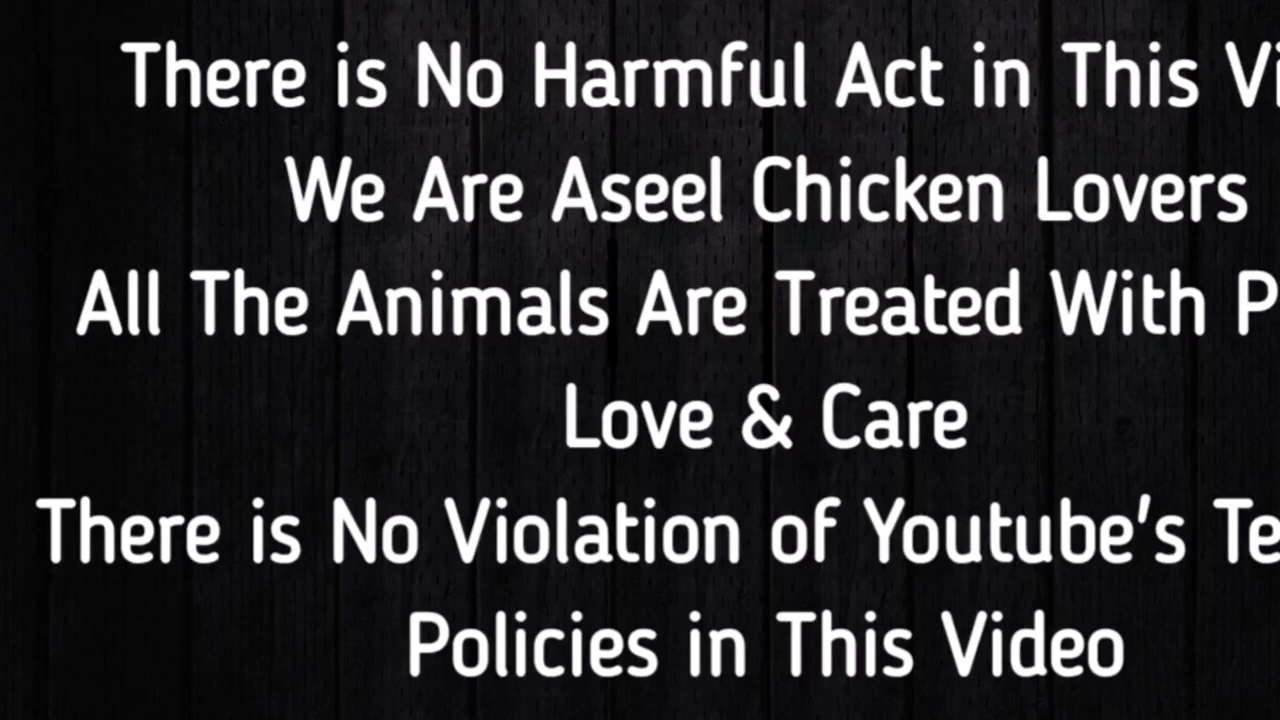 There is No Harmful Act in This Vi
We Are Aseel Chicken Lovers
All The Animals Are Treated With P
Love & Care
There is No Violation of Youtube's Te
Policies in This Video